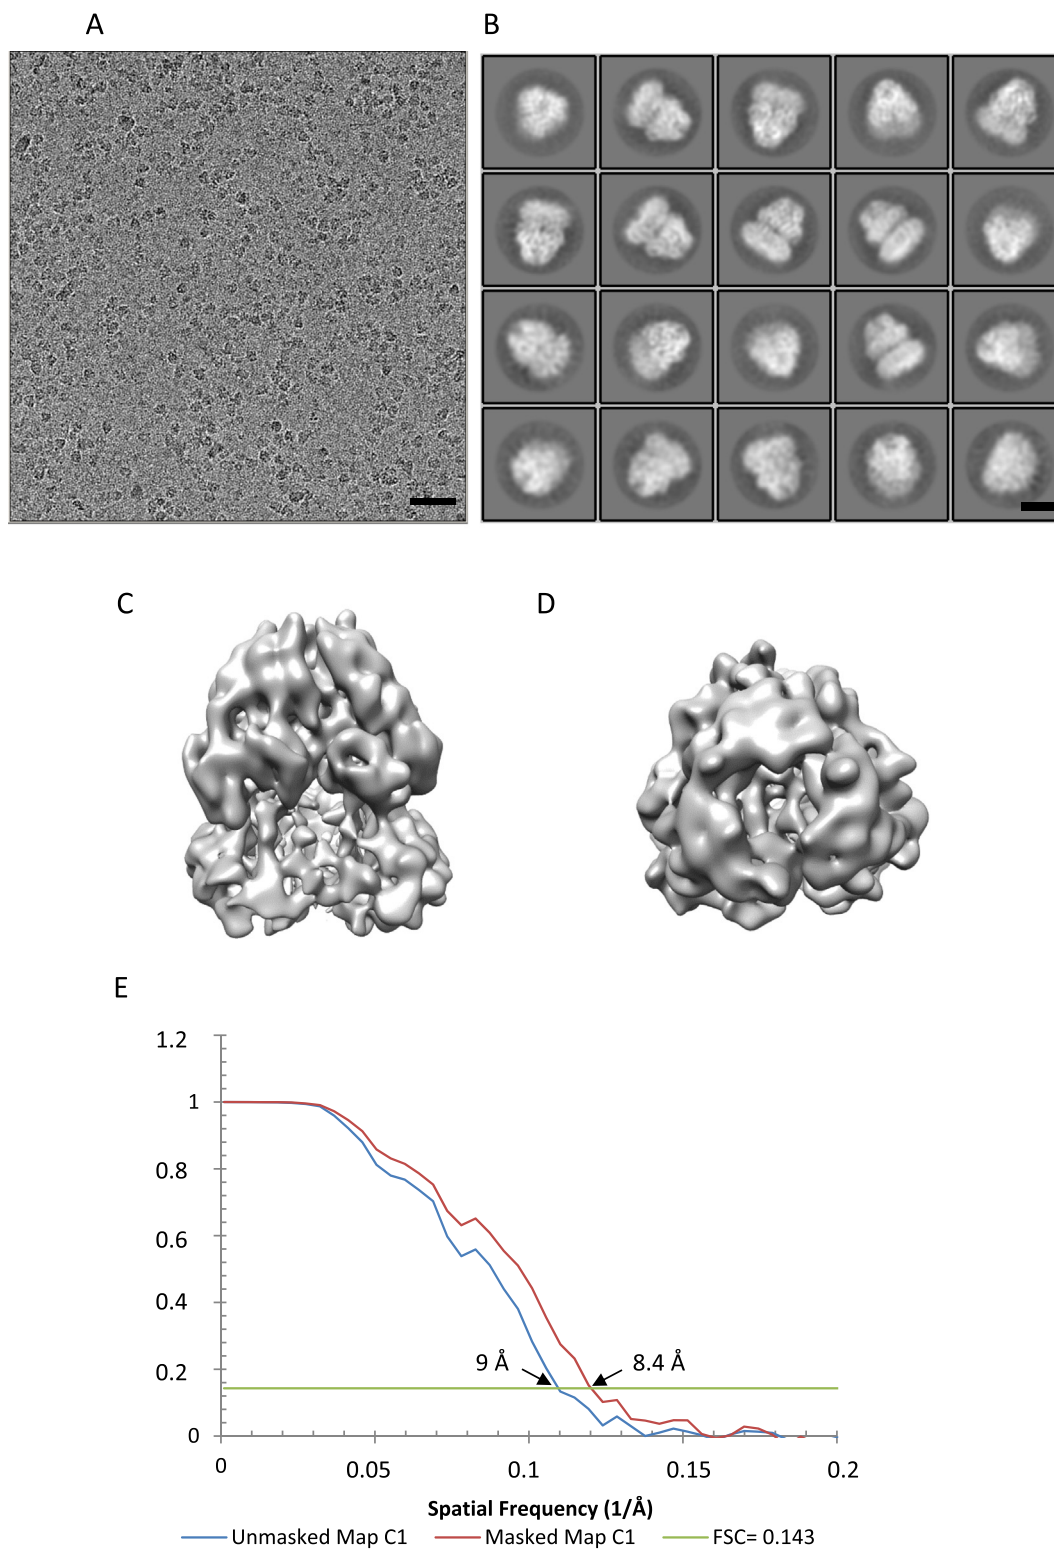 A
B
C
D
E
1.2
1
0.8
0.6
0.4
0.2
0
9 Å
8.4 Å
0
0.05
0.1
0.15
0.2
Spatial Frequency (1/Å)
Unmasked Map C1
Masked Map C1
FSC= 0.143